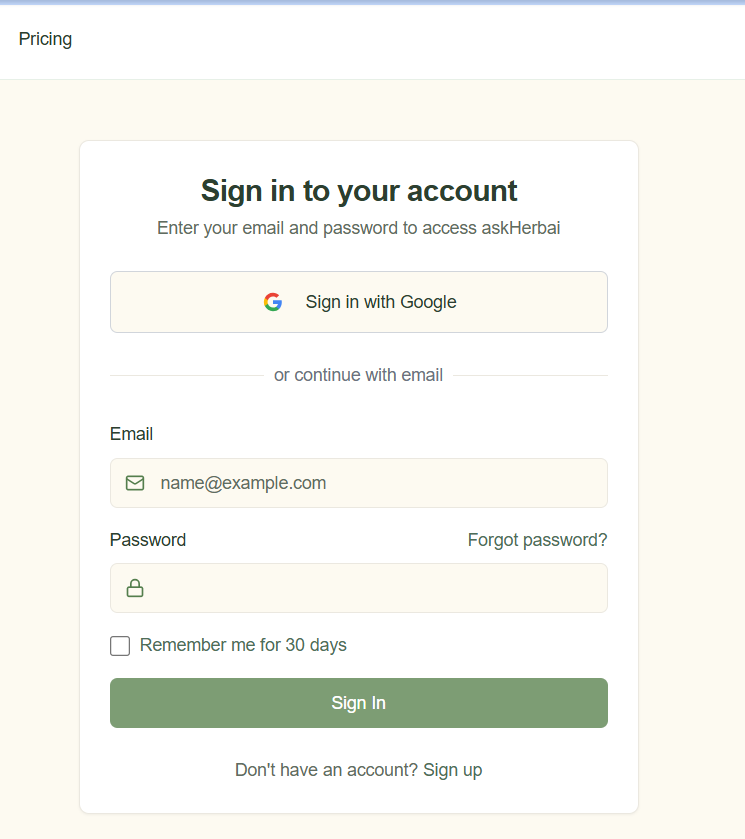 Pricing
Sign in to your account
Enter your email and password to access askHerbai
Sign in with Google
or continue with email
Email
name@example.com
Password
Forgot password?
Remember me for 30 days
Sign In
Don't have an account? Sign up